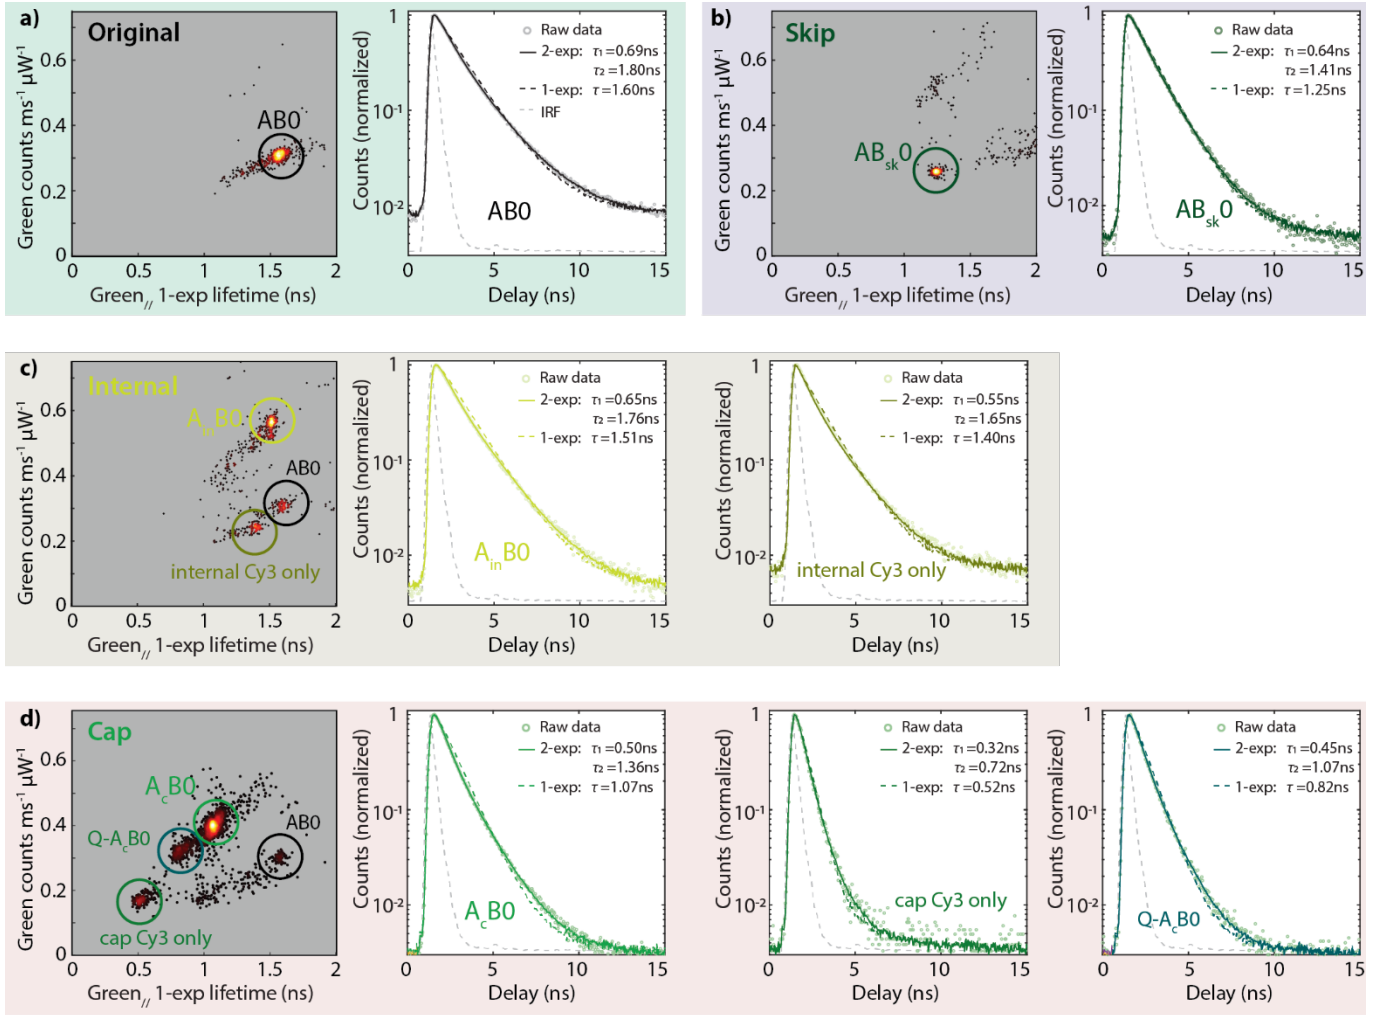 a)
Original
Green counts ms⁻¹ μW⁻¹
0.6
0.4
0.2
0
AB0
0 0.5 1 1.5 2
Green// 1-exp lifetime (ns)
Counts (normalized)
1
10⁻¹
10⁻²
Raw data
2-exp: τ₁=0.69ns
τ₂=1.80ns
1-exp: τ=1.60ns
IRF
AB0
0 5 10 15
Delay (ns)
b)
Skip
Green counts ms⁻¹ μW⁻¹
0.6
0.4
0.2
0
ABsk0
0 0.5 1 1.5 2
Green// 1-exp lifetime (ns)
Counts (normalized)
1
10⁻¹
10⁻²
Raw data
2-exp: τ₁=0.64ns
τ₂=1.41ns
1-exp: τ=1.25ns
ABsk0
0 5 10 15
Delay (ns)
c)
Internal
Green counts ms⁻¹ μW⁻¹
0.6
0.4
0.2
0
AinB0
AB0
internal Cy3 only
0 0.5 1 1.5 2
Green// 1-exp lifetime (ns)
Counts (normalized)
1
10⁻¹
10⁻²
Raw data
2-exp: τ₁=0.65ns
τ₂=1.76ns
1-exp: τ=1.51ns
AinB0
0 5 10 15
Delay (ns)
Counts (normalized)
1
10⁻¹
10⁻²
Raw data
2-exp: τ₁=0.55ns
τ₂=1.65ns
1-exp: τ=1.40ns
internal Cy3 only
0 5 10 15
Delay (ns)
d)
Cap
Green counts ms⁻¹ μW⁻¹
0.6
0.4
0.2
0
AcB0
Q-AcB0
AB0
cap Cy3 only
0 0.5 1 1.5 2
Green// 1-exp lifetime (ns)
Counts (normalized)
1
10⁻¹
10⁻²
Raw data
2-exp: τ₁=0.50ns
τ₂=1.36ns
1-exp: τ=1.07ns
AcB0
0 5 10 15
Delay (ns)
Counts (normalized)
1
10⁻¹
10⁻²
Raw data
2-exp: τ₁=0.32ns
τ₂=0.72ns
1-exp: τ=0.52ns
cap Cy3 only
0 5 10 15
Delay (ns)
Counts (normalized)
1
10⁻¹
10⁻²
Raw data
2-exp: τ₁=0.45ns
τ₂=1.07ns
1-exp: τ=0.82ns
Q-AcB0
0 5 10 15
Delay (ns)